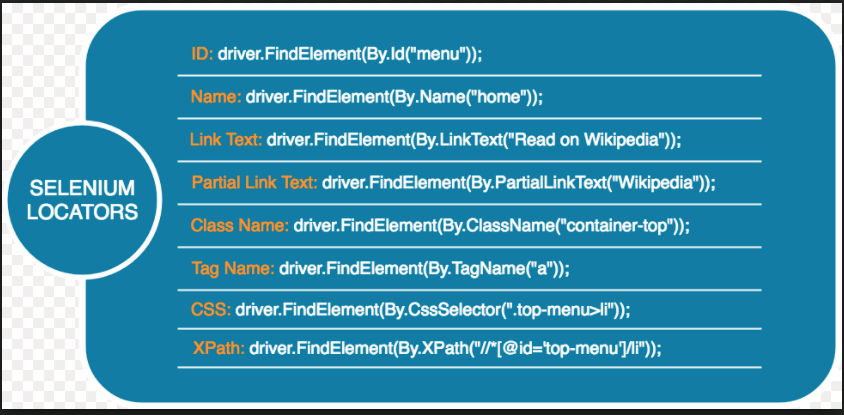 SELENIUM
LOCATORS
ID: driver.FindElement(By.Id("menu"));
Name: driver.FindElement(By.Name("home"));
Link Text: driver.FindElement(By.LinkText("Read on Wikipedia"));
Partial Link Text: driver.FindElement(By.PartialLinkText("Wikipedia"));
Class Name: driver.FindElement(By.ClassName("container-top"));
Tag Name: driver.FindElement(By.TagName("a"));
CSS: driver.FindElement(By.CssSelector(".top-menu>li"));
XPath: driver.FindElement(By.XPath("//*[@id='top-menu']/li"));